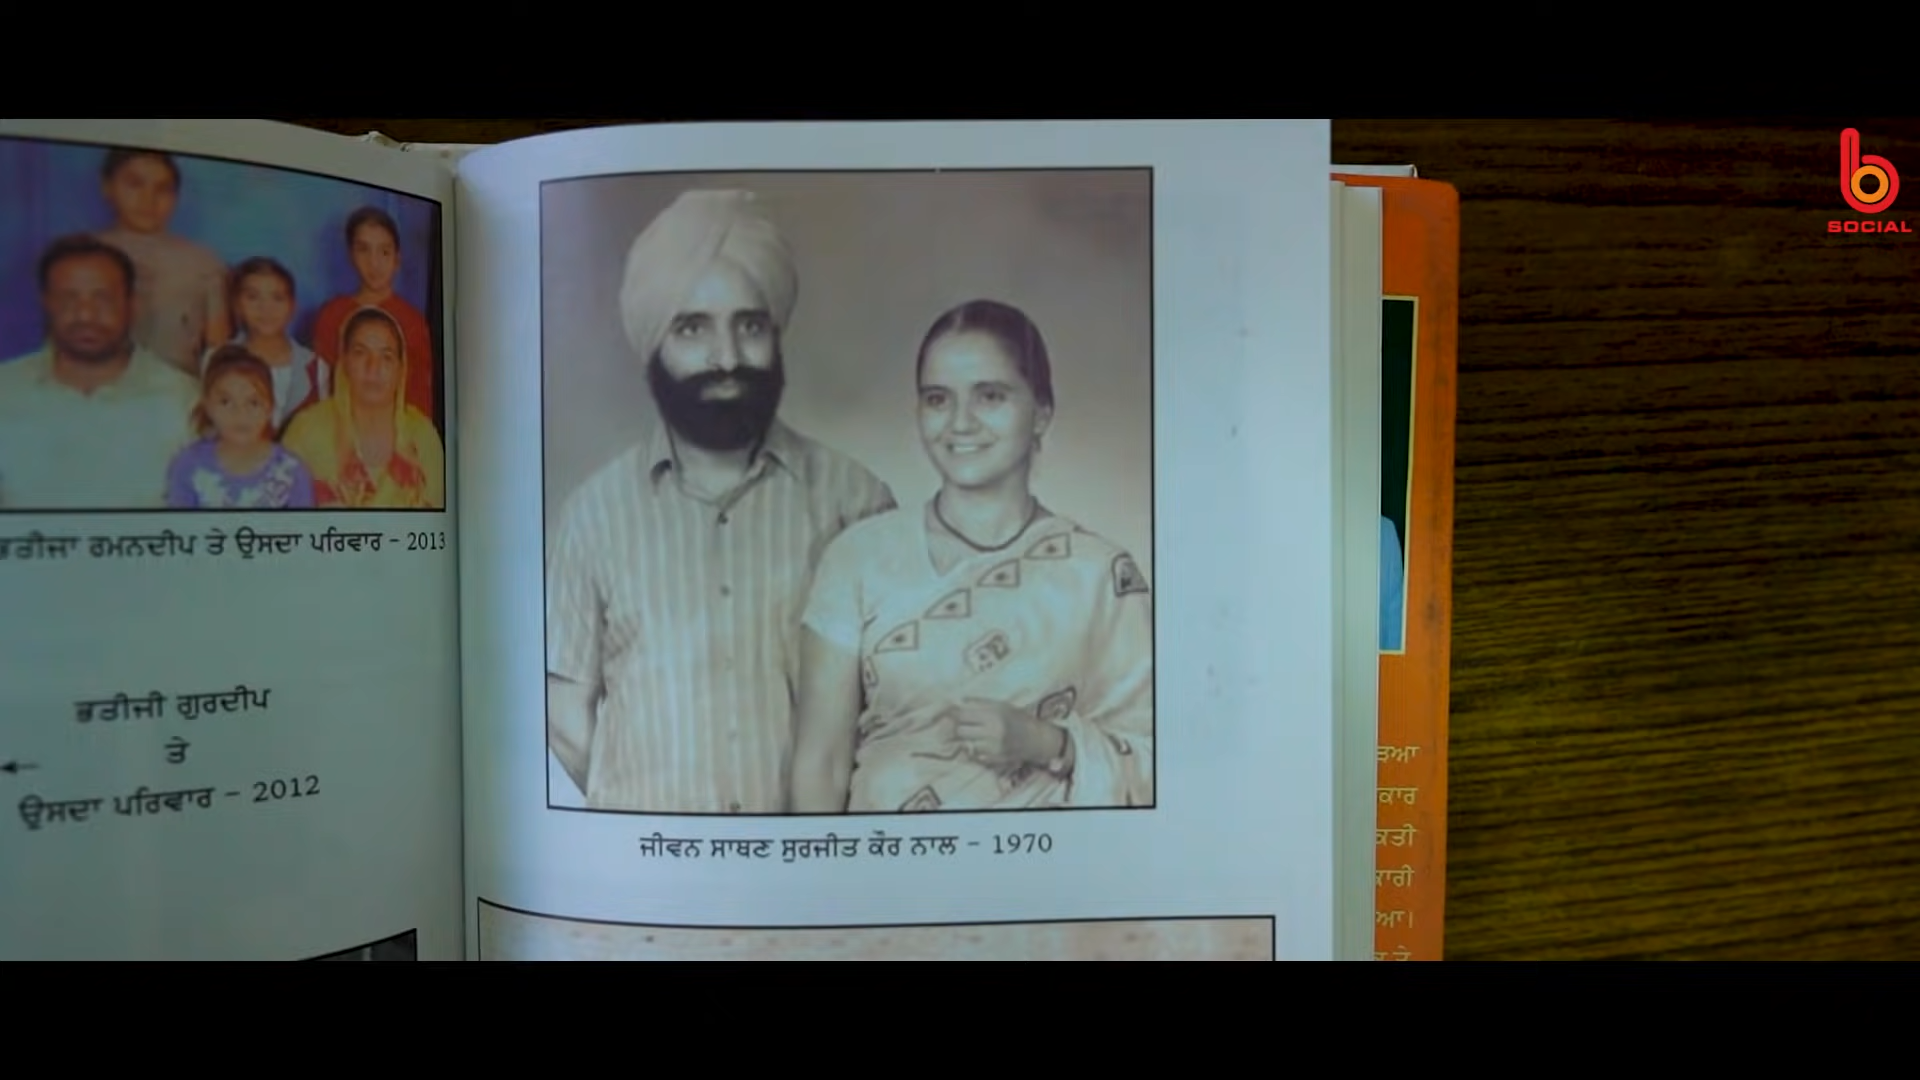 ਭਤੀਜਾ ਰਮਨਦੀਪ ਤੇ ਉਸਦਾ ਪਰਿਵਾਰ - 2013
ਭਤੀਜੀ ਗੁਰਦੀਪ
ਤੇ
ਉਸਦਾ ਪਰਿਵਾਰ - 2012
ਜੀਵਨ ਸਾਥਣ ਸੁਰਜੀਤ ਕੌਰ ਨਾਲ - 1970
b
SOCIAL